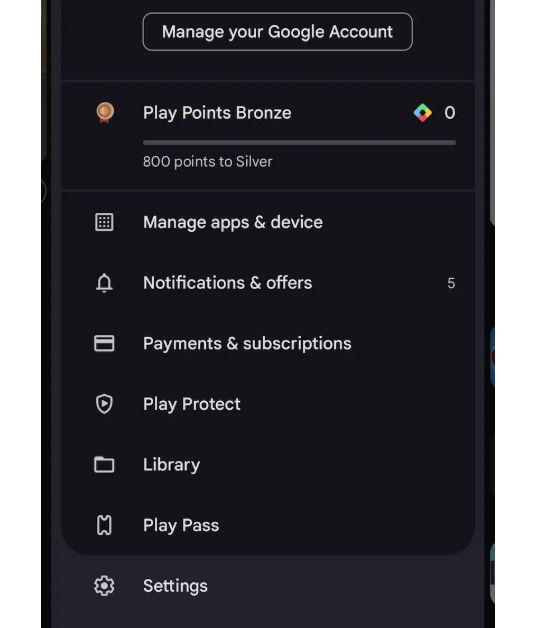 Manage your Google Account
Play Points Bronze 0
800 points to Silver
Manage apps & device
Notifications & offers 5
Payments & subscriptions
Play Protect
Library
Play Pass
Settings